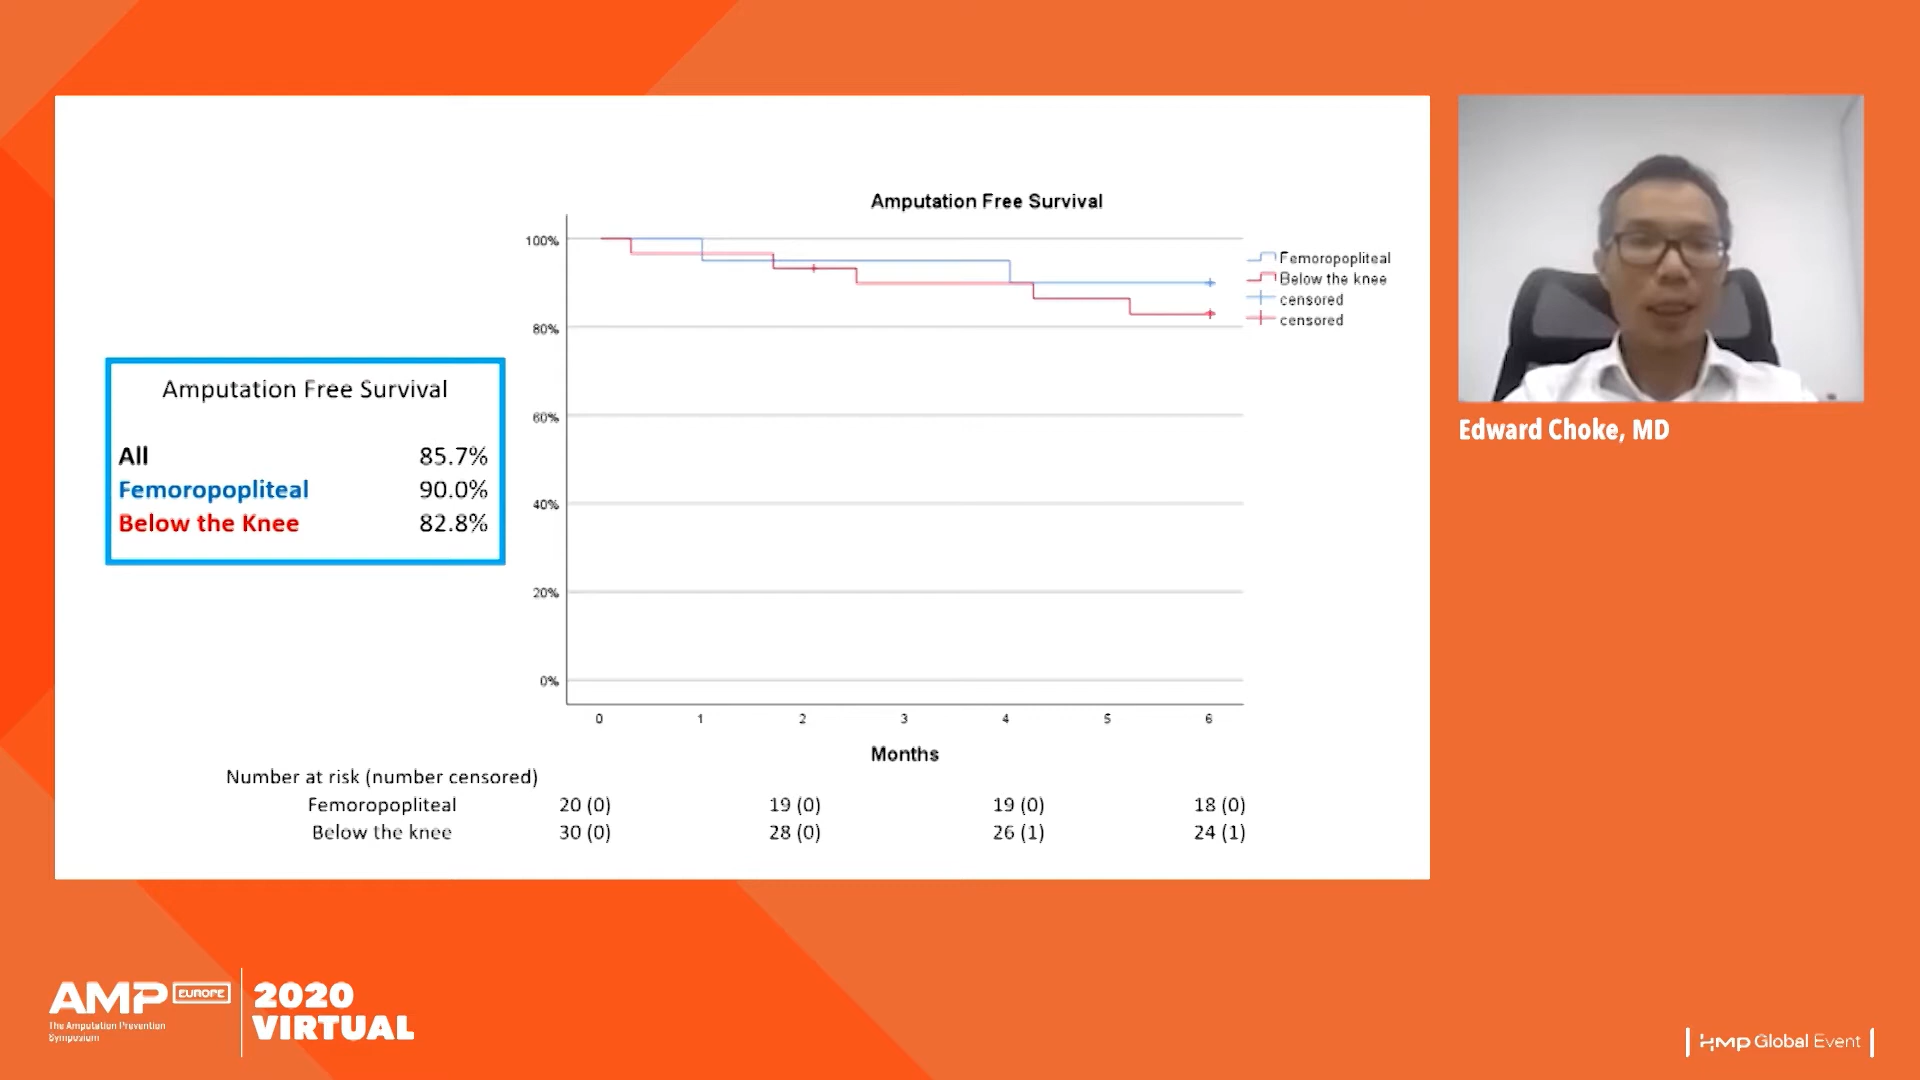 Amputation Free Survival
100%
80%
60%
40%
20%
0%
0 1 2 3 4 5 6
Months
Femoropopliteal
Below the knee
censored
censored
Amputation Free Survival
All 85.7%
Femoropopliteal 90.0%
Below the Knee 82.8%
Number at risk (number censored)
Femoropopliteal 20 (0) 19 (0) 19 (0) 18 (0)
Below the knee 30 (0) 28 (0) 26 (1) 24 (1)
Edward Choke, MD
AMP EUROPE
The Amputation Prevention
Symposium
2020
VIRTUAL
HMP Global Event